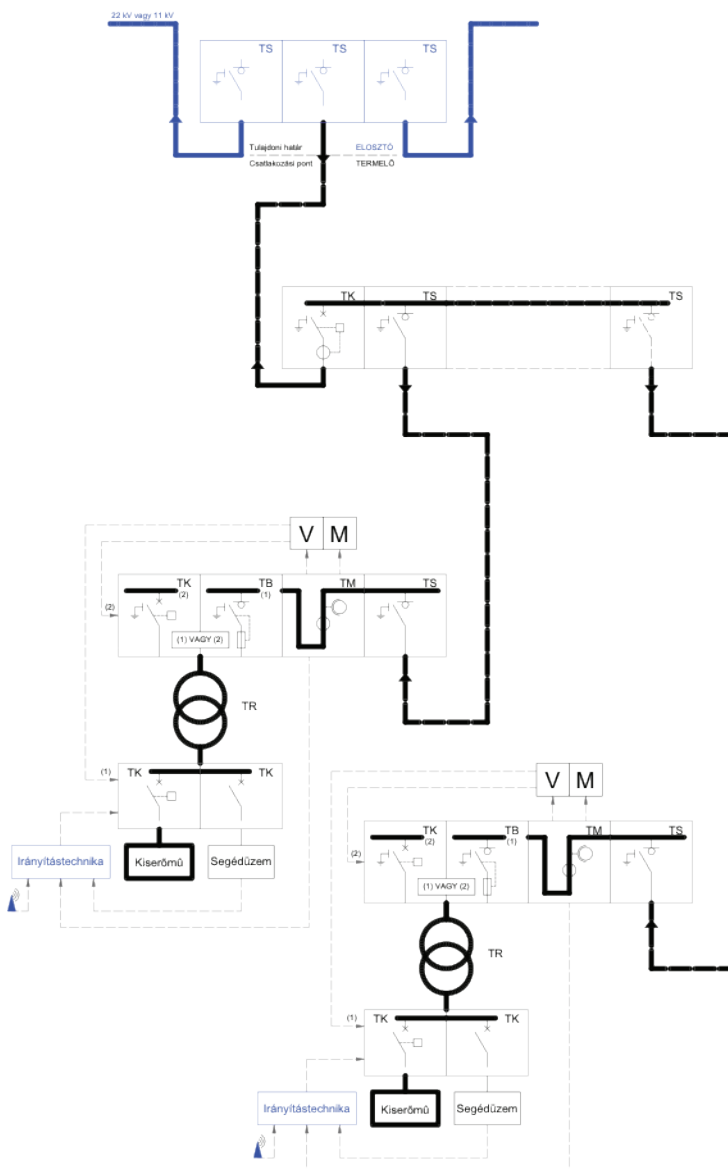 22 kV vagy 11 kV
TS
TS
TS
Tulajdoni határ
ELOSZTÓ
Csatlakozási pont
TERMELŐ
TK
TS
TS
V
M
TK
(2)
TB
(1)
TM
TS
(2)
(1) VAGY (2)
TR
(1)
TK
TK
Irányítástechnika
Kiserőmû
Segédüzem
V
M
TK
(2)
TB
(1)
TM
TS
(2)
(1) VAGY (2)
TR
(1)
TK
TK
Irányítástechnika
Kiserőmû
Segédüzem